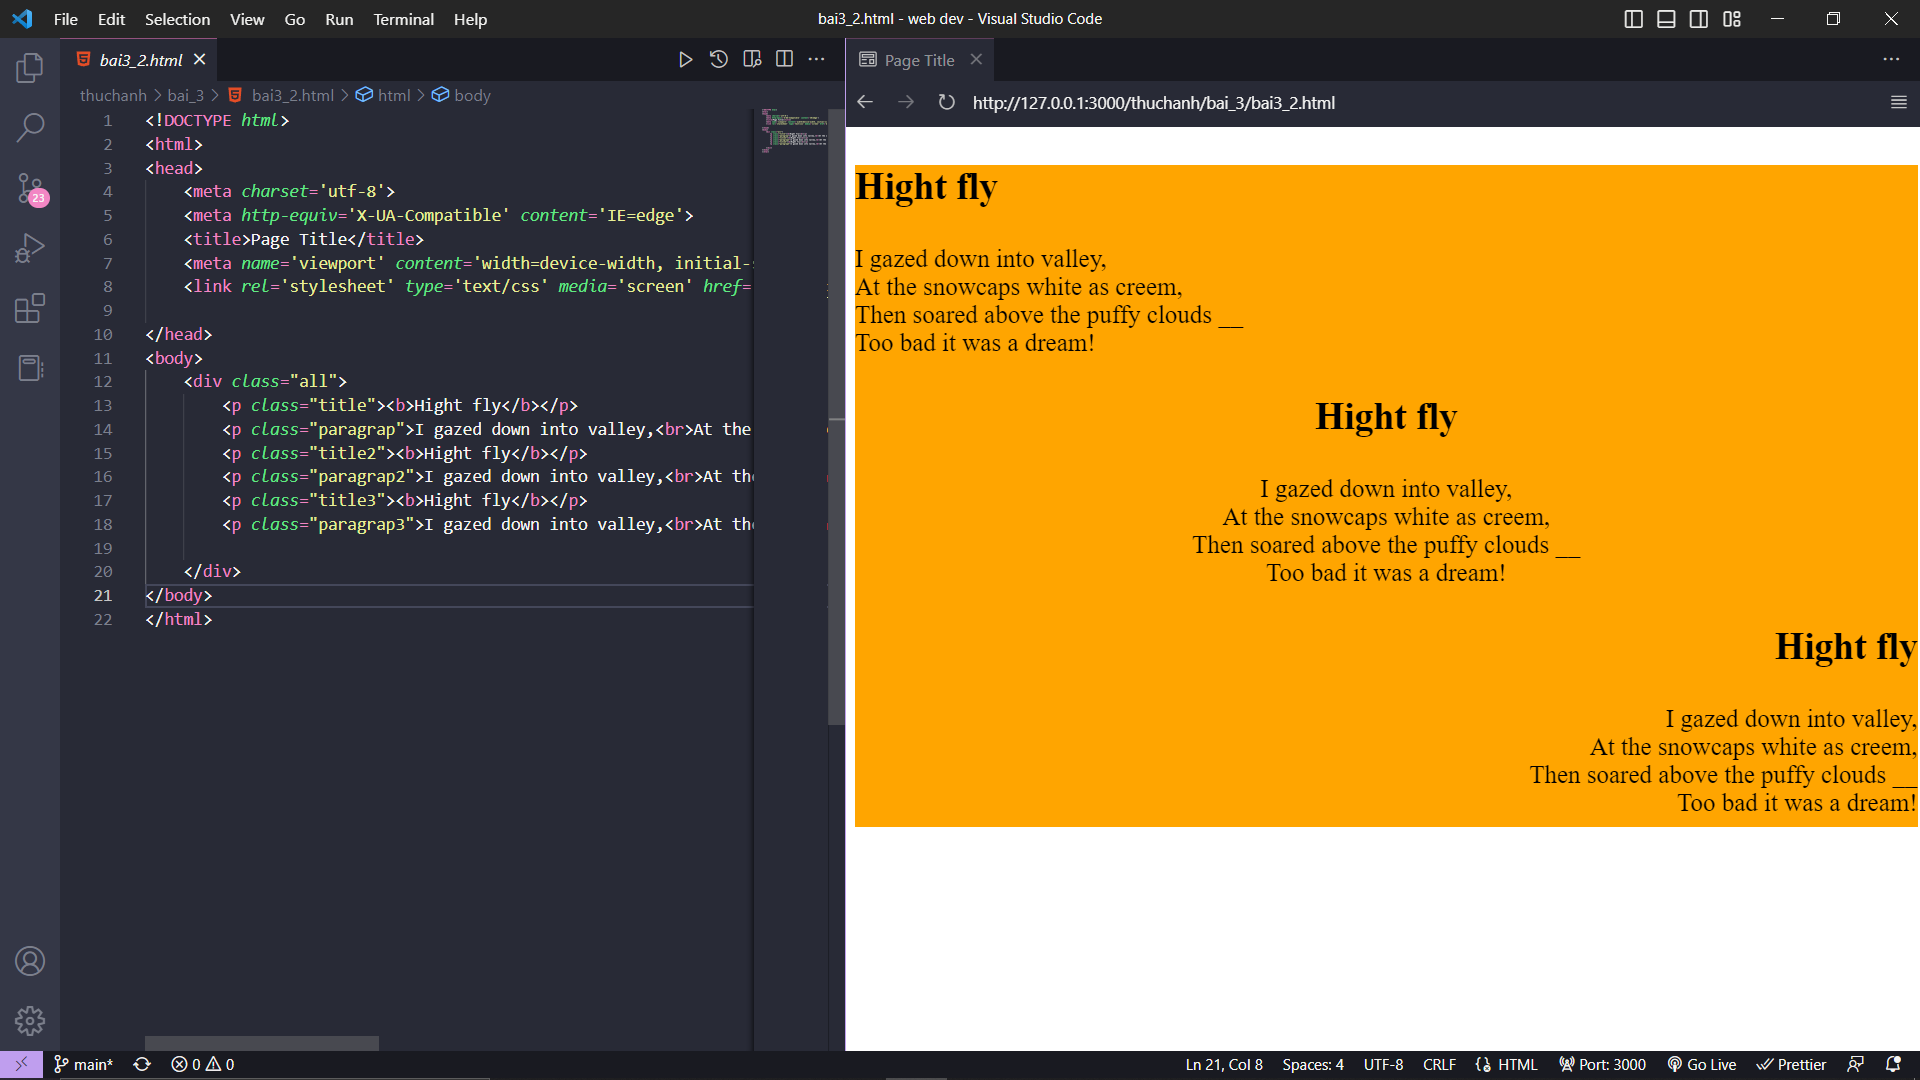 File Edit Selection View Go Run Terminal Help
bai3_2.html - web dev - Visual Studio Code
bai3_2.html
thuchanh > bai_3 > bai3_2.html > html > body
1 <!DOCTYPE html>
2 <html>
3 <head>
4 <meta charset='utf-8'>
5 <meta http-equiv='X-UA-Compatible' content='IE=edge'>
6 <title>Page Title</title>
7 <meta name='viewport' content='width=device-width, initial-
8 <link rel='stylesheet' type='text/css' media='screen' href=
9
10 </head>
11 <body>
12 <div class="all">
13 <p class="title"><b>Hight fly</b></p>
14 <p class="paragrap">I gazed down into valley,<br>At the
15 <p class="title2"><b>Hight fly</b></p>
16 <p class="paragrap2">I gazed down into valley,<br>At the
17 <p class="title3"><b>Hight fly</b></p>
18 <p class="paragrap3">I gazed down into valley,<br>At the
19
20 </div>
21 </body>
22 </html>
23
Page Title
http://127.0.0.1:3000/thuchanh/bai_3/bai3_2.html
Hight fly
I gazed down into valley,
At the snowcaps white as creem,
Then soared above the puffy clouds __
Too bad it was a dream!
Hight fly
I gazed down into valley,
At the snowcaps white as creem,
Then soared above the puffy clouds __
Too bad it was a dream!
Hight fly
I gazed down into valley,
At the snowcaps white as creem,
Then soared above the puffy clouds __
Too bad it was a dream!
main* 0 0
Ln 21, Col 8 Spaces: 4 UTF-8 CRLF HTML Port: 3000 Go Live Prettier